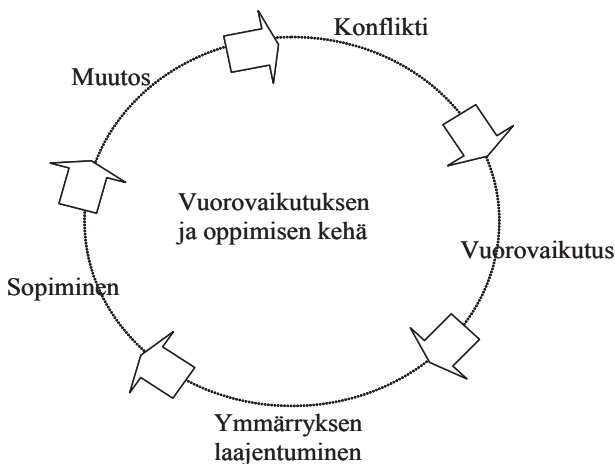 Konflikti
Muutos
Vuorovaikutuksen
ja oppimisen kehä
Vuorovaikutus
Sopiminen
Ymmärryksen
laajentuminen